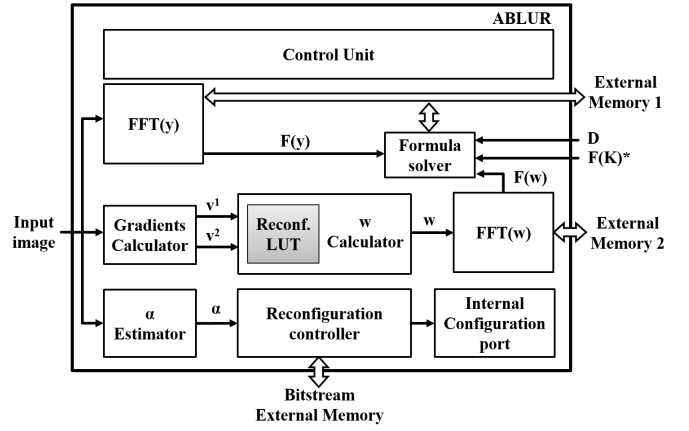 ABLUR
Control Unit
External
Memory 1
FFT(y)
F(y)
Formula
solver
D
F(K)*
F(w)
Input
image
Gradients
Calculator
v¹
v²
Reconf.
LUT
w
Calculator
w
FFT(w)
External
Memory 2
α
Estimator
α
Reconfiguration
controller
Internal
Configuration
port
Bitstream
External Memory